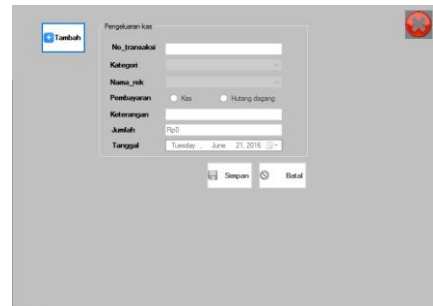 Tambah
Pengeluaran kas
No_transaksi
Kategori
Nama_rek
Pembayaran Kas Hutang dagang
Keterangan
Jumlah Rp0
Tanggal Tuesday , June 21, 2016
Simpan Batal